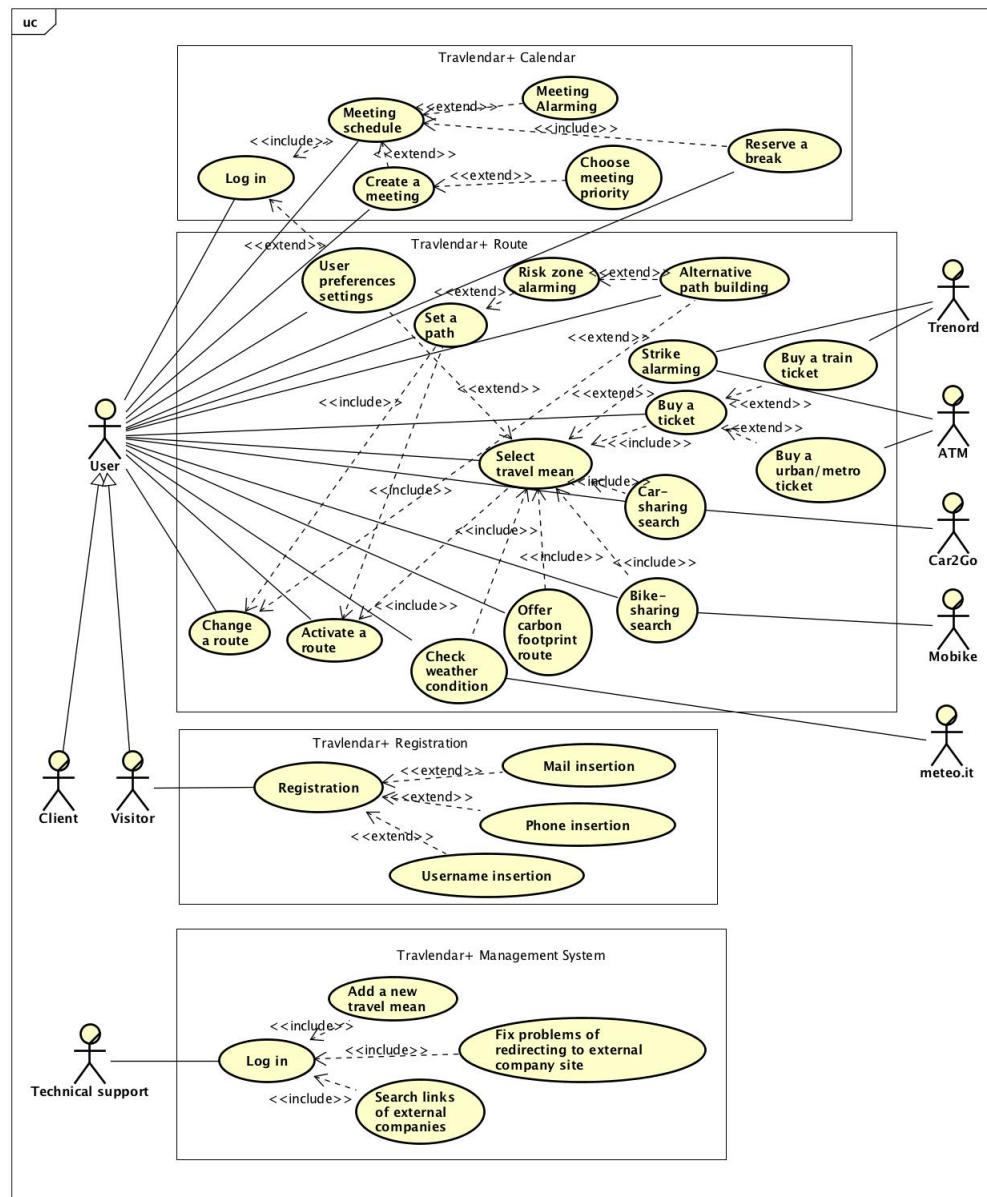 uc
Travlendar+ Calendar
Meeting
Alarming
<<extend>>
Meeting
schedule
<<include>>
<<include>>
Reserve a
break
<<extend>>
Choose
meeting
priority
<<extend>>
Log in
Create a
meeting
Travlendar+ Route
<<extend>>
User
preferences
settings
Risk zone
alarming
<<extend>>
Alternative
path building
<<extend>>
Set a
path
Trenord
<<extend>>
Strike
alarming
Buy a train
ticket
<<extend>>
<<include>>
Buy a
ticket
<<extend>>
<<extend>>
<<include>>
User
Select
travel mean
Buy a
urban/metro
ticket
ATM
<<include>>
<<include>>
Car-
sharing
search
<<include>>
<<include>>
<<include>>
Car2Go
<<include>>
Change
a route
Activate a
route
Offer
carbon
footprint
route
Bike-
sharing
search
Check
weather
condition
Mobike
meteo.it
Travlendar+ Registration
Mail insertion
<<extend>>
Registration
<<extend>>
Client
Visitor
Phone insertion
<<extend>>
Username insertion
Travlendar+ Management System
Add a new
travel mean
<<include>>
Fix problems of
redirecting to external
company site
<<include>>
Log in
Technical support
<<include>>
Search links
of external
companies